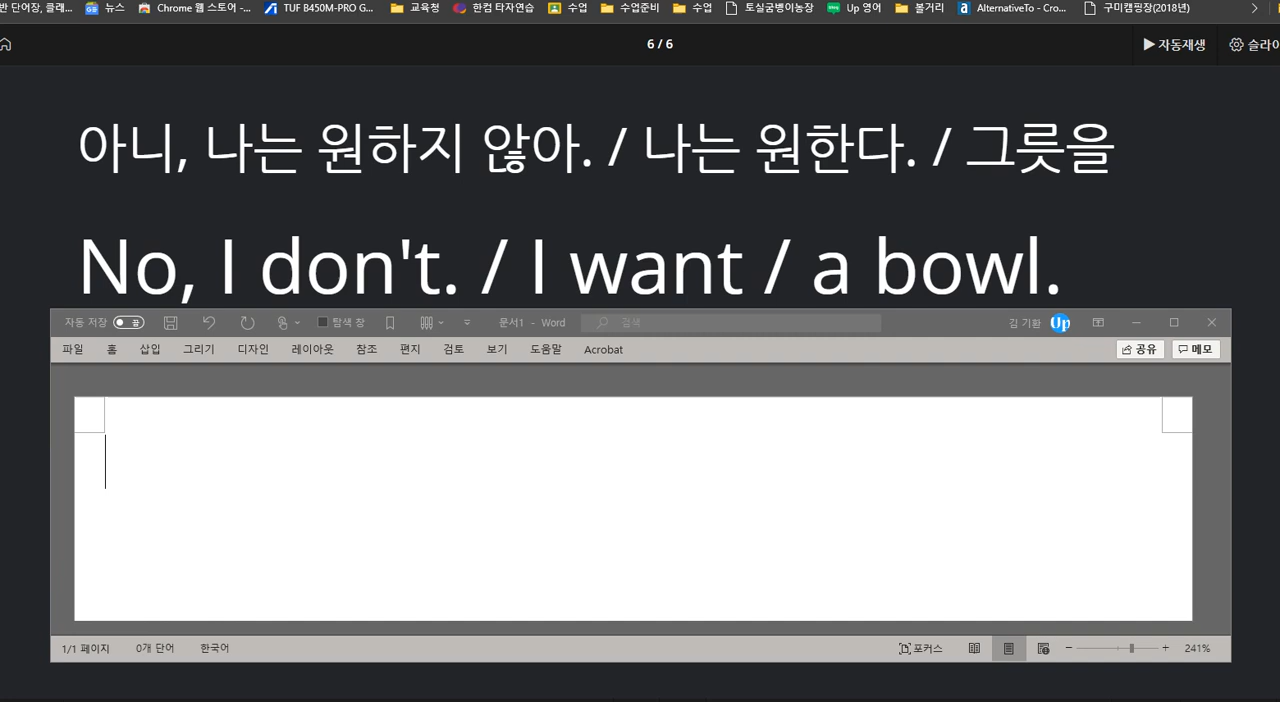 반 단어장, 클래... 뉴스 Chrome 웹 스토어 -... TUF B450M-PRO G... 교육청 한컴 타자연습 수업 수업준비 수업 토실굼벵이농장 Up 영어 볼거리 AlternativeTo - Cro... 구미캠핑장(2018년)
6 / 6 자동재생 슬라이
아니, 나는 원하지 않아. / 나는 원한다. / 그릇을
No, I don't. / I want / a bowl.
자동 저장 끔 탐색 창 문서1 - Word 검색 김 기환 Up
파일 홈 삽입 그리기 디자인 레이아웃 참조 편지 검토 보기 도움말 Acrobat 공유 메모
1/1 페이지 0개 단어 한국어 포커스 241%